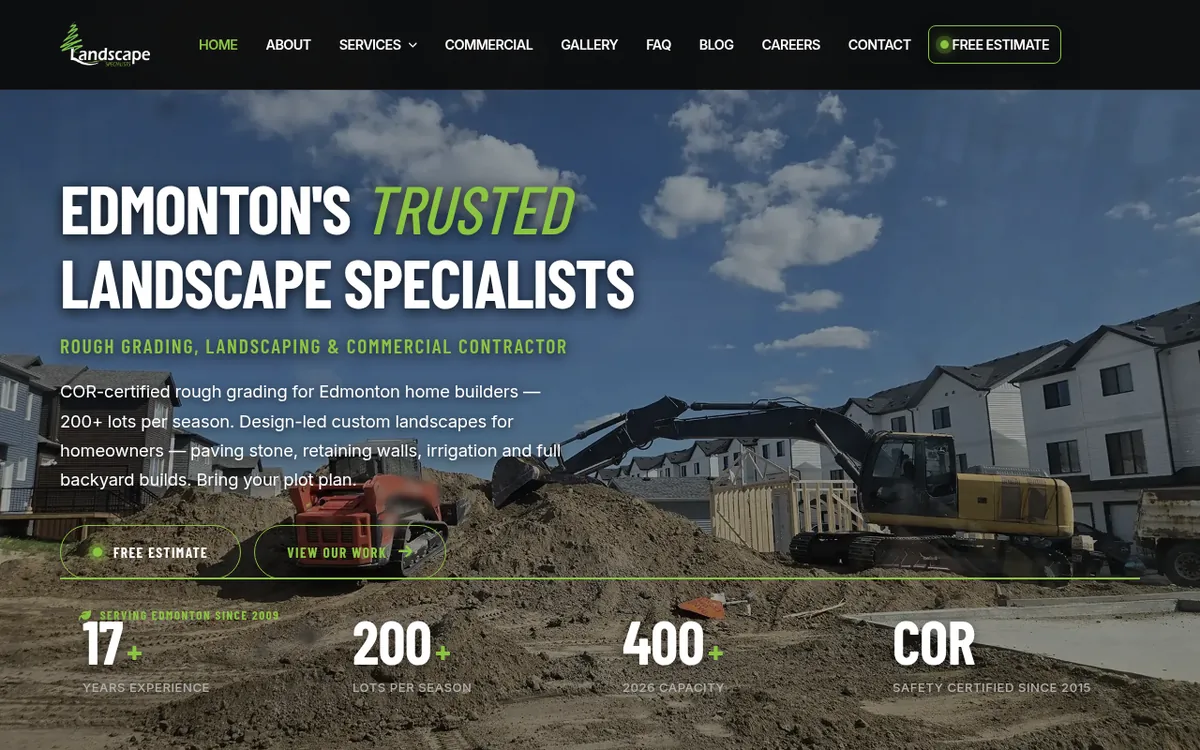 Landscape
SPECIALISTS
HOME ABOUT SERVICES COMMERCIAL GALLERY FAQ BLOG CAREERS CONTACT FREE ESTIMATE
EDMONTON'S TRUSTED
LANDSCAPE SPECIALISTS
ROUGH GRADING, LANDSCAPING & COMMERCIAL CONTRACTOR
COR-certified rough grading for Edmonton home builders —
200+ lots per season. Design-led custom landscapes for
homeowners — paving stone, retaining walls, irrigation and full
backyard builds. Bring your plot plan.
FREE ESTIMATE VIEW OUR WORK →
SERVING EDMONTON SINCE 2009
17+ 200+ 400+ COR
YEARS EXPERIENCE LOTS PER SEASON 2026 CAPACITY SAFETY CERTIFIED SINCE 2015